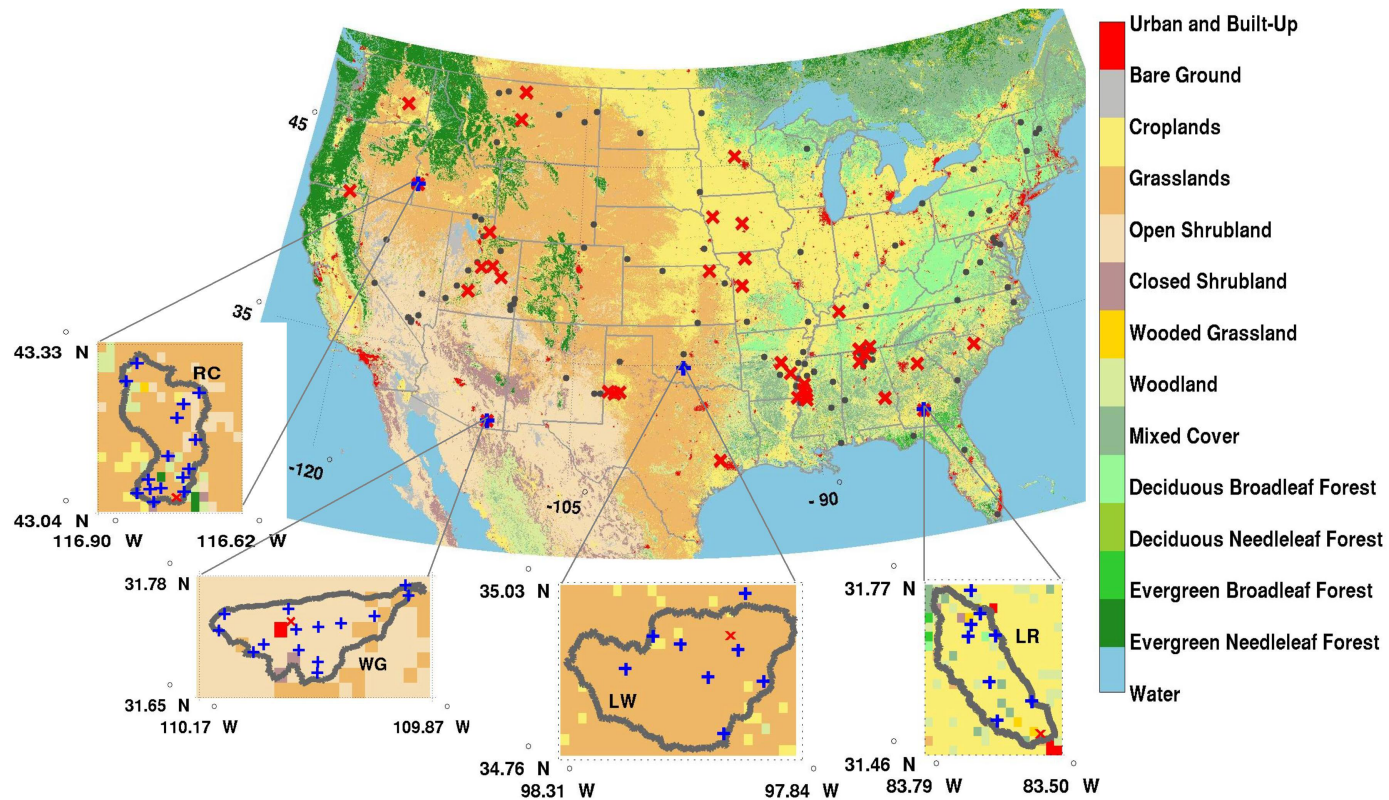 Urban and Built-Up
Bare Ground
Croplands
Grasslands
Open Shrubland
Closed Shrubland
Wooded Grassland
Woodland
Mixed Cover
Deciduous Broadleaf Forest
Deciduous Needleleaf Forest
Evergreen Broadleaf Forest
Evergreen Needleleaf Forest
Water
45
35
-120
-105
- 90
43.33 N
RC
43.04 N
116.90 W 116.62 W
31.78 N
WG
31.65 N
110.17 W 109.87 W
35.03 N
LW
34.76 N
98.31 W 97.84 W
31.77 N
LR
31.46 N
83.79 W 83.50 W